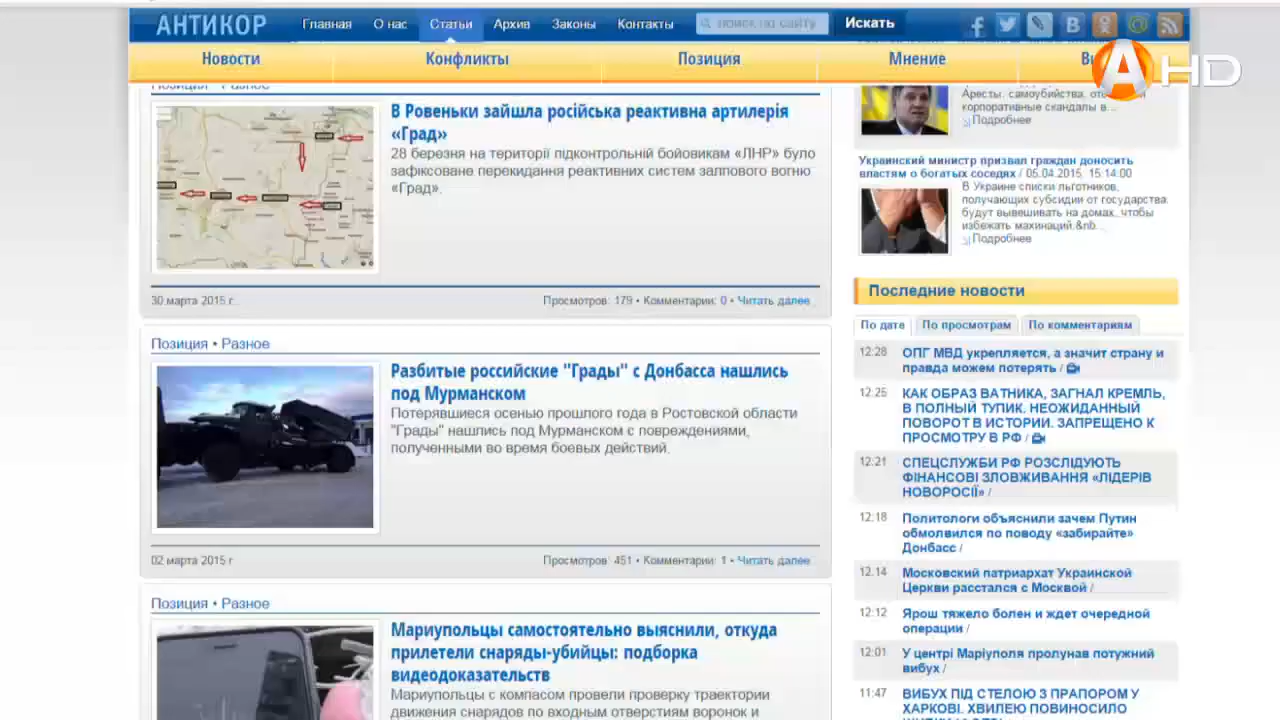 АНТИКОР
Главная
О нас
Статьи
Архив
Законы
Контакты
поиск по сайту
Искать
Новости
Конфликты
Позиция
Мнение
A HD
Позиция • Разное
В Ровеньки зайшла російська реактивна артилерія
«Град»
28 березня на території підконтрольній бойовикам «ЛНР» було
зафіксоване перекидання реактивних систем залпового вогню
«Град».
30 марта 2015 г.
Просмотров: 179 • Комментарии: 0 • Читать далее
Позиция • Разное
Разбитые российские "Грады" с Донбасса нашлись
под Мурманском
Потерявшиеся осенью прошлого года в Ростовской области
"Грады" нашлись под Мурманском с повреждениями,
полученными во время боевых действий.
02 марта 2015 г
Просмотров: 451 • Комментарии: 1 • Читать далее
Позиция • Разное
Мариупольцы самостоятельно выяснили, откуда
прилетели снаряды-убийцы: подборка
видеодоказательств
Мариупольцы с компасом провели проверку траектории
движения снарядов по входным отверстиям воронок и
Аресты, самоубийства,
корпоративные скандалы в...
Подробнее
Украинский министр призвал граждан доносить
властям о богатых соседях / 05.04.2015, 15:14:00
В Украине списки льготников,
получающих субсидии от государства
будут вывешивать на домах, чтобы
избежать махинаций.&nb...
Подробнее
Последние новости
По дате
По просмотрам
По комментариям
12:28 ОПГ МВД укрепляется, а значит страну и
правда можем потерять /
12:25 КАК ОБРАЗ ВАТНИКА, ЗАГНАЛ КРЕМЛЬ,
В ПОЛНЫЙ ТУПИК. НЕОЖИДАННЫЙ
ПОВОРОТ В ИСТОРИИ. ЗАПРЕЩЕНО К
ПРОСМОТРУ В РФ /
12:21 СПЕЦСЛУЖБИ РФ РОЗСЛІДУЮТЬ
ФІНАНСОВІ ЗЛОВЖИВАННЯ «ЛІДЕРІВ
НОВОРОСІЇ» /
12:18 Политологи объяснили зачем Путин
обмолвился по поводу «забирайте»
Донбасс /
12:14 Московский патриархат Украинской
Церкви расстался с Москвой /
12:12 Ярош тяжело болен и ждет очередной
операции /
12:01 У центрі Маріуполя пролунав потужний
вибух /
11:47 ВИБУХ ПІД СТЕЛОЮ З ПРАПОРОМ У
ХАРКОВІ. ХВИЛЕЮ ПОВИНОСИЛО